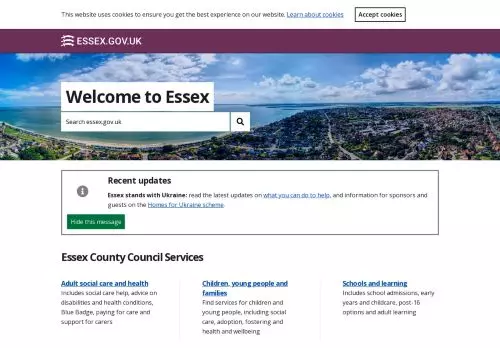 This website uses cookies to ensure you get the best experience on our website. Learn about cookies
Accept cookies
ESSEX.GOV.UK
Welcome to Essex
Search essex.gov.uk
Recent updates
Essex stands with Ukraine: read the latest updates on what you can do to help, and information for sponsors and
guests on the Homes for Ukraine scheme.
Hide this message
Essex County Council Services
Adult social care and health
Includes social care help, advice on
disabilities and health conditions,
Blue Badge, paying for care and
support for carers
Children, young people and
families
Find services for children and
young people, including social
care, adoption, fostering and
health and wellbeing
Schools and learning
Includes school admissions, early
years and childcare, post-16
options and adult learning